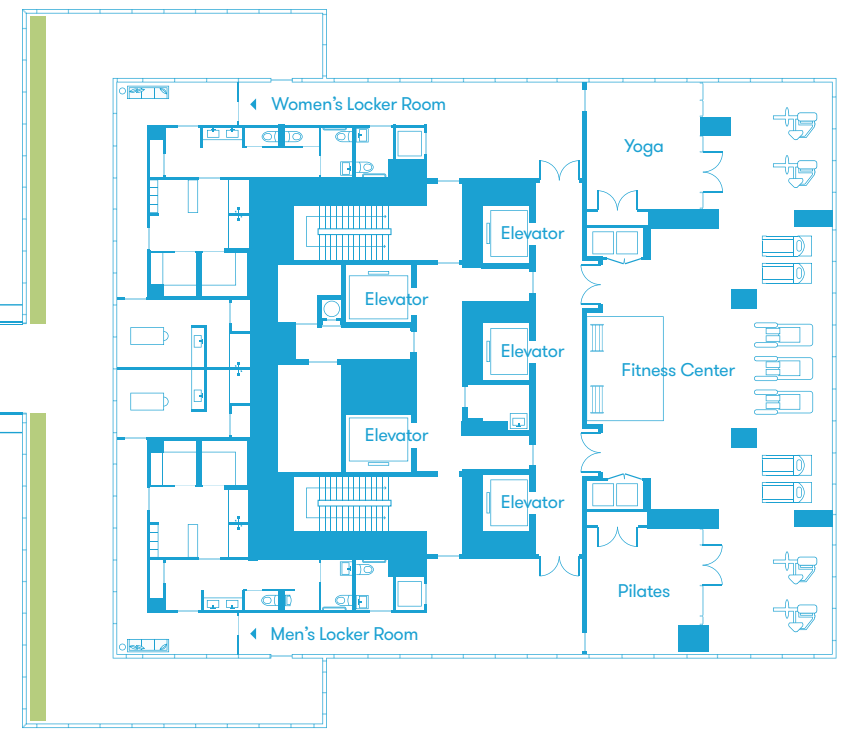 Women’s Locker Room
Yoga
Elevator
Elevator
Elevator
Fitness Center
Elevator
Elevator
Pilates
Men’s Locker Room